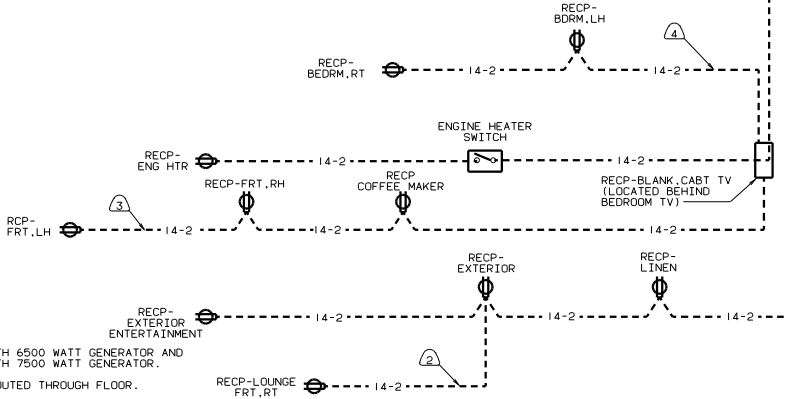 RECP-
BDRM,LH
4
RECP-
BEDRM,RT
14-2
14-2
ENGINE HEATER
SWITCH
RECP-
ENG HTR
14-2
14-2
RECP-FRT,RH
RECP
COFFEE MAKER
RECP-BLANK,CABT TV
(LOCATED BEHIND
BEDROOM TV)
3
RCP-
FRT,LH
14-2
14-2
14-2
RECP-
EXTERIOR
RECP-
LINEN
RECP-
EXTERIOR
ENTERTAINMENT
14-2
14-2
14-2
TH 6500 WATT GENERATOR AND
TH 7500 WATT GENERATOR.
2
OUTED THROUGH FLOOR.
RECP-LOUNGE
FRT,RT
14-2